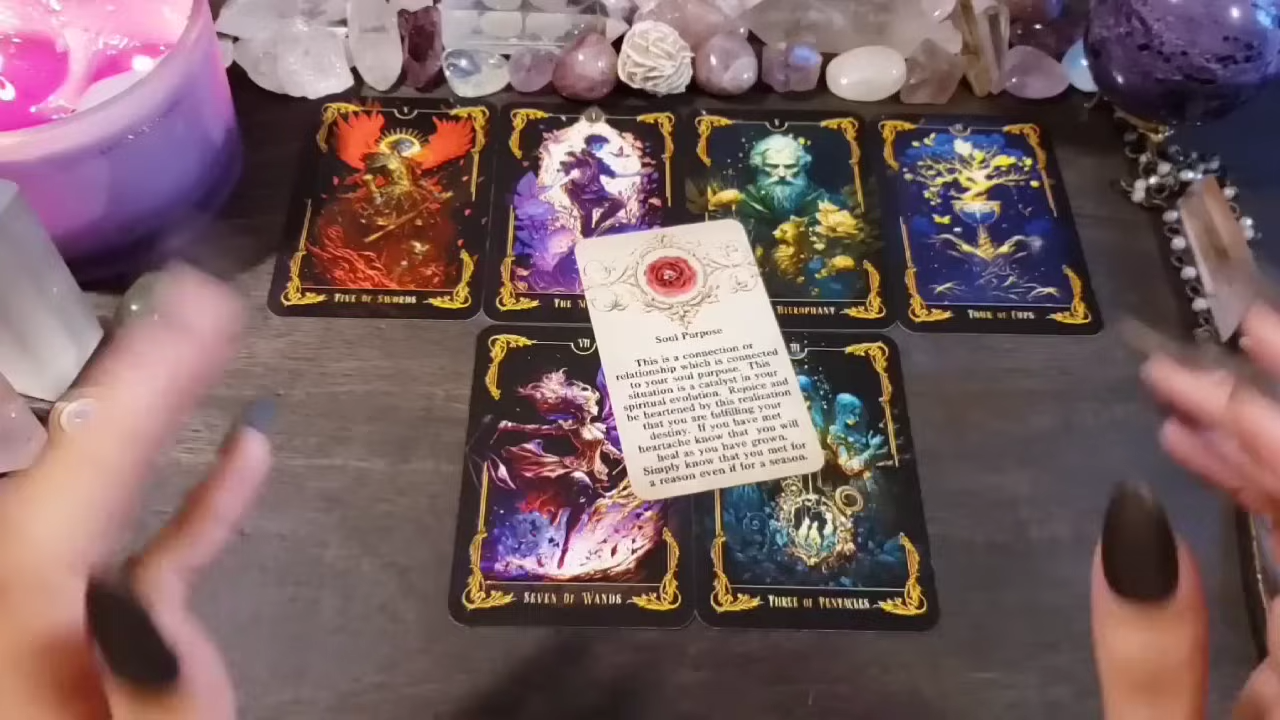 V
I
V
FIVE OF SWORDS
THE M
HIEROPHANT
FOUR OF CUPS
Soul Purpose
This is a connection or
relationship which is connected
to your soul purpose. This
situation is a catalyst in your
spiritual evolution. Rejoice and
be heartened by this realization
that you are fulfilling your
destiny. If you have met
heartache know that you will
heal as you have grown.
Simply know that you met for
a reason even if for a season.
VII
III
SEVEN OF WANDS
THREE OF PENTACLES